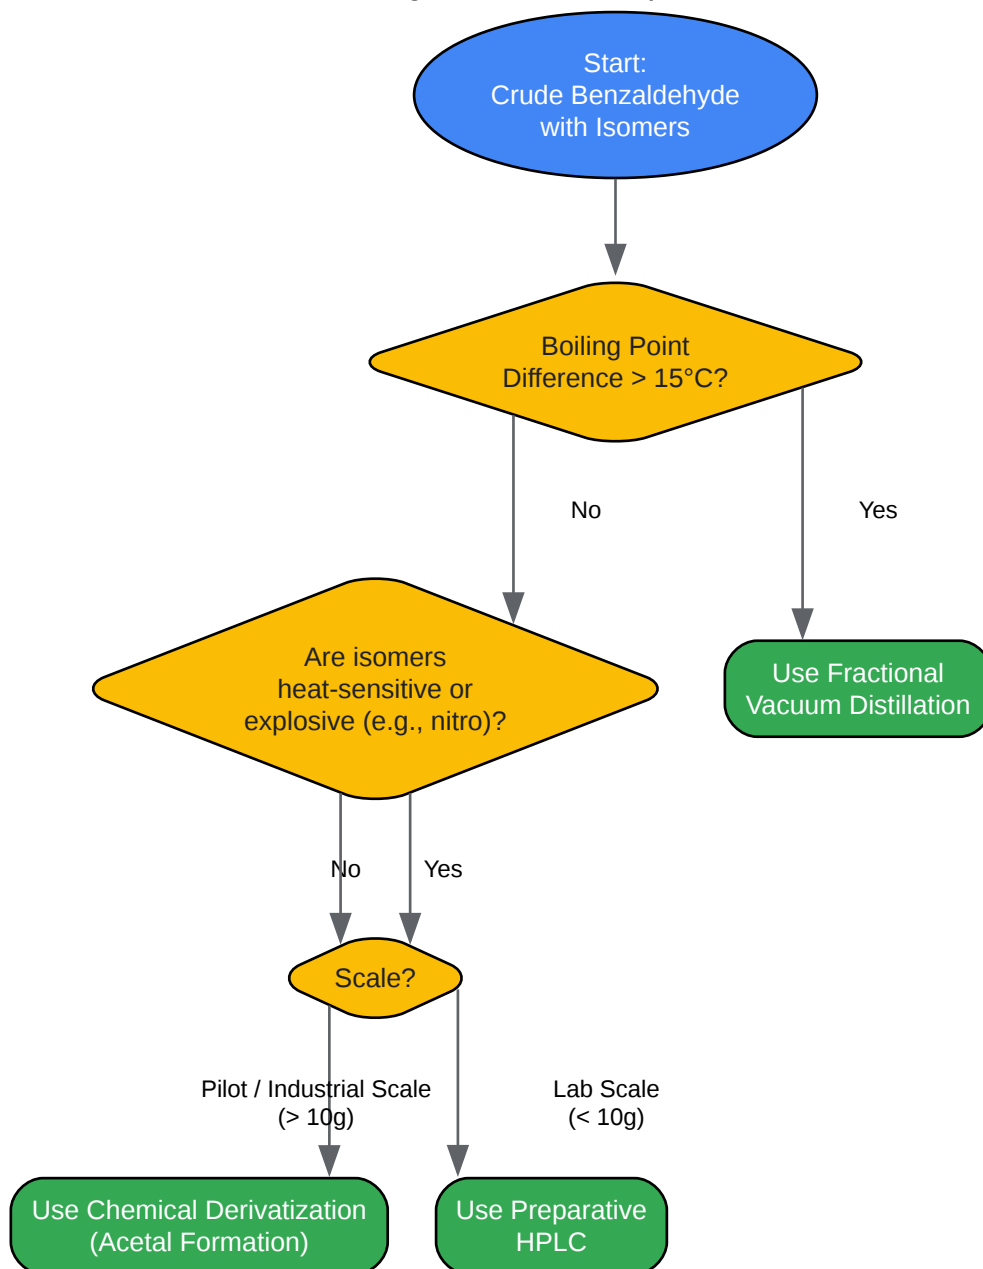 Start:
Crude Benzaldehyde
with Isomers
Boiling Point
Difference > 15°C?
No
Yes
Are isomers
heat-sensitive or
explosive (e.g., nitro)?
Use Fractional
Vacuum Distillation
No
Yes
Scale?
Pilot / Industrial Scale
(> 10g)
Lab Scale
(< 10g)
Use Chemical Derivatization
(Acetal Formation)
Use Preparative
HPLC